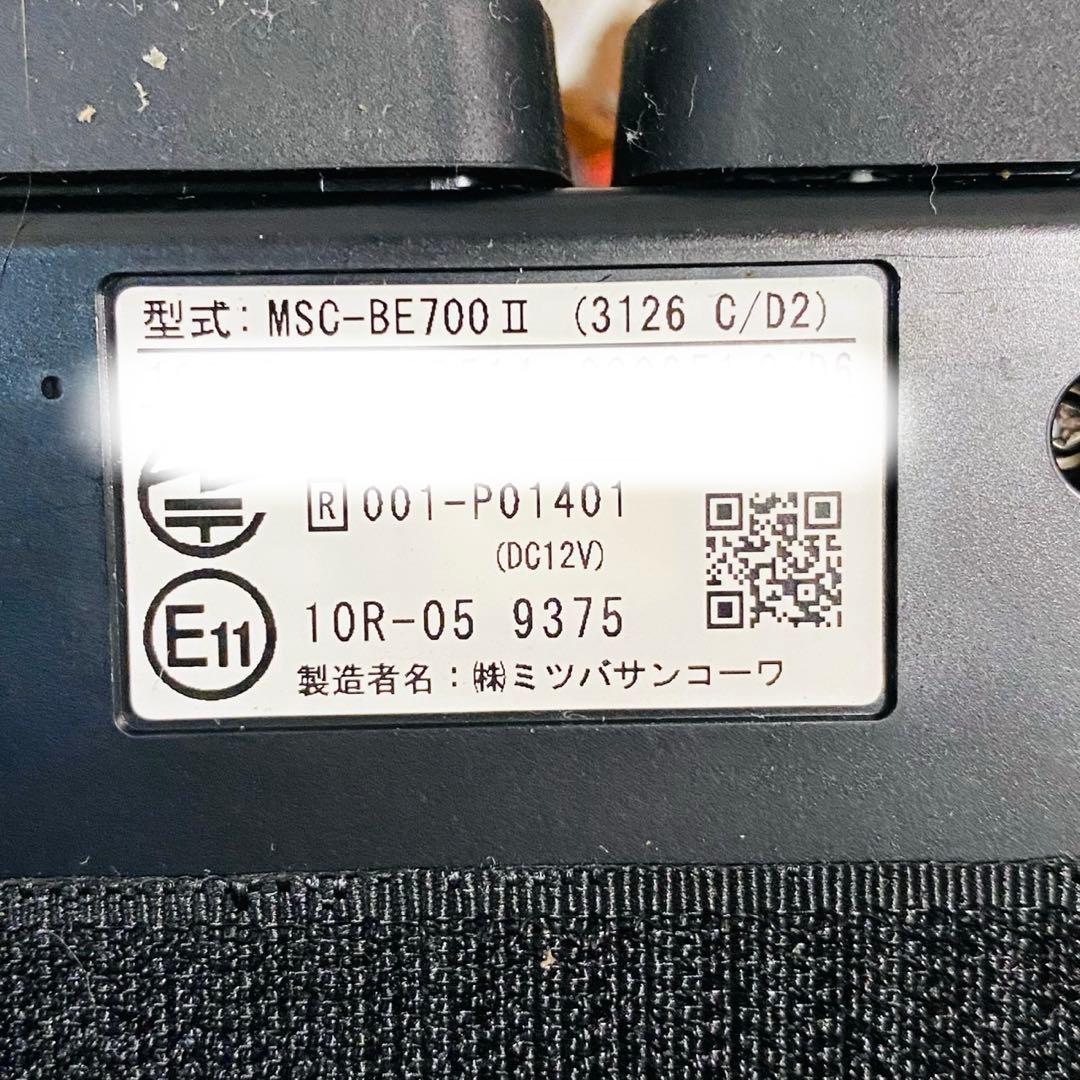 型式: MSC-BE700Ⅱ (3126 C/D2)
R 001-P01401
(DC12V)
E11 10R-05 9375
製造者名:㈱ミツバサンコーワ